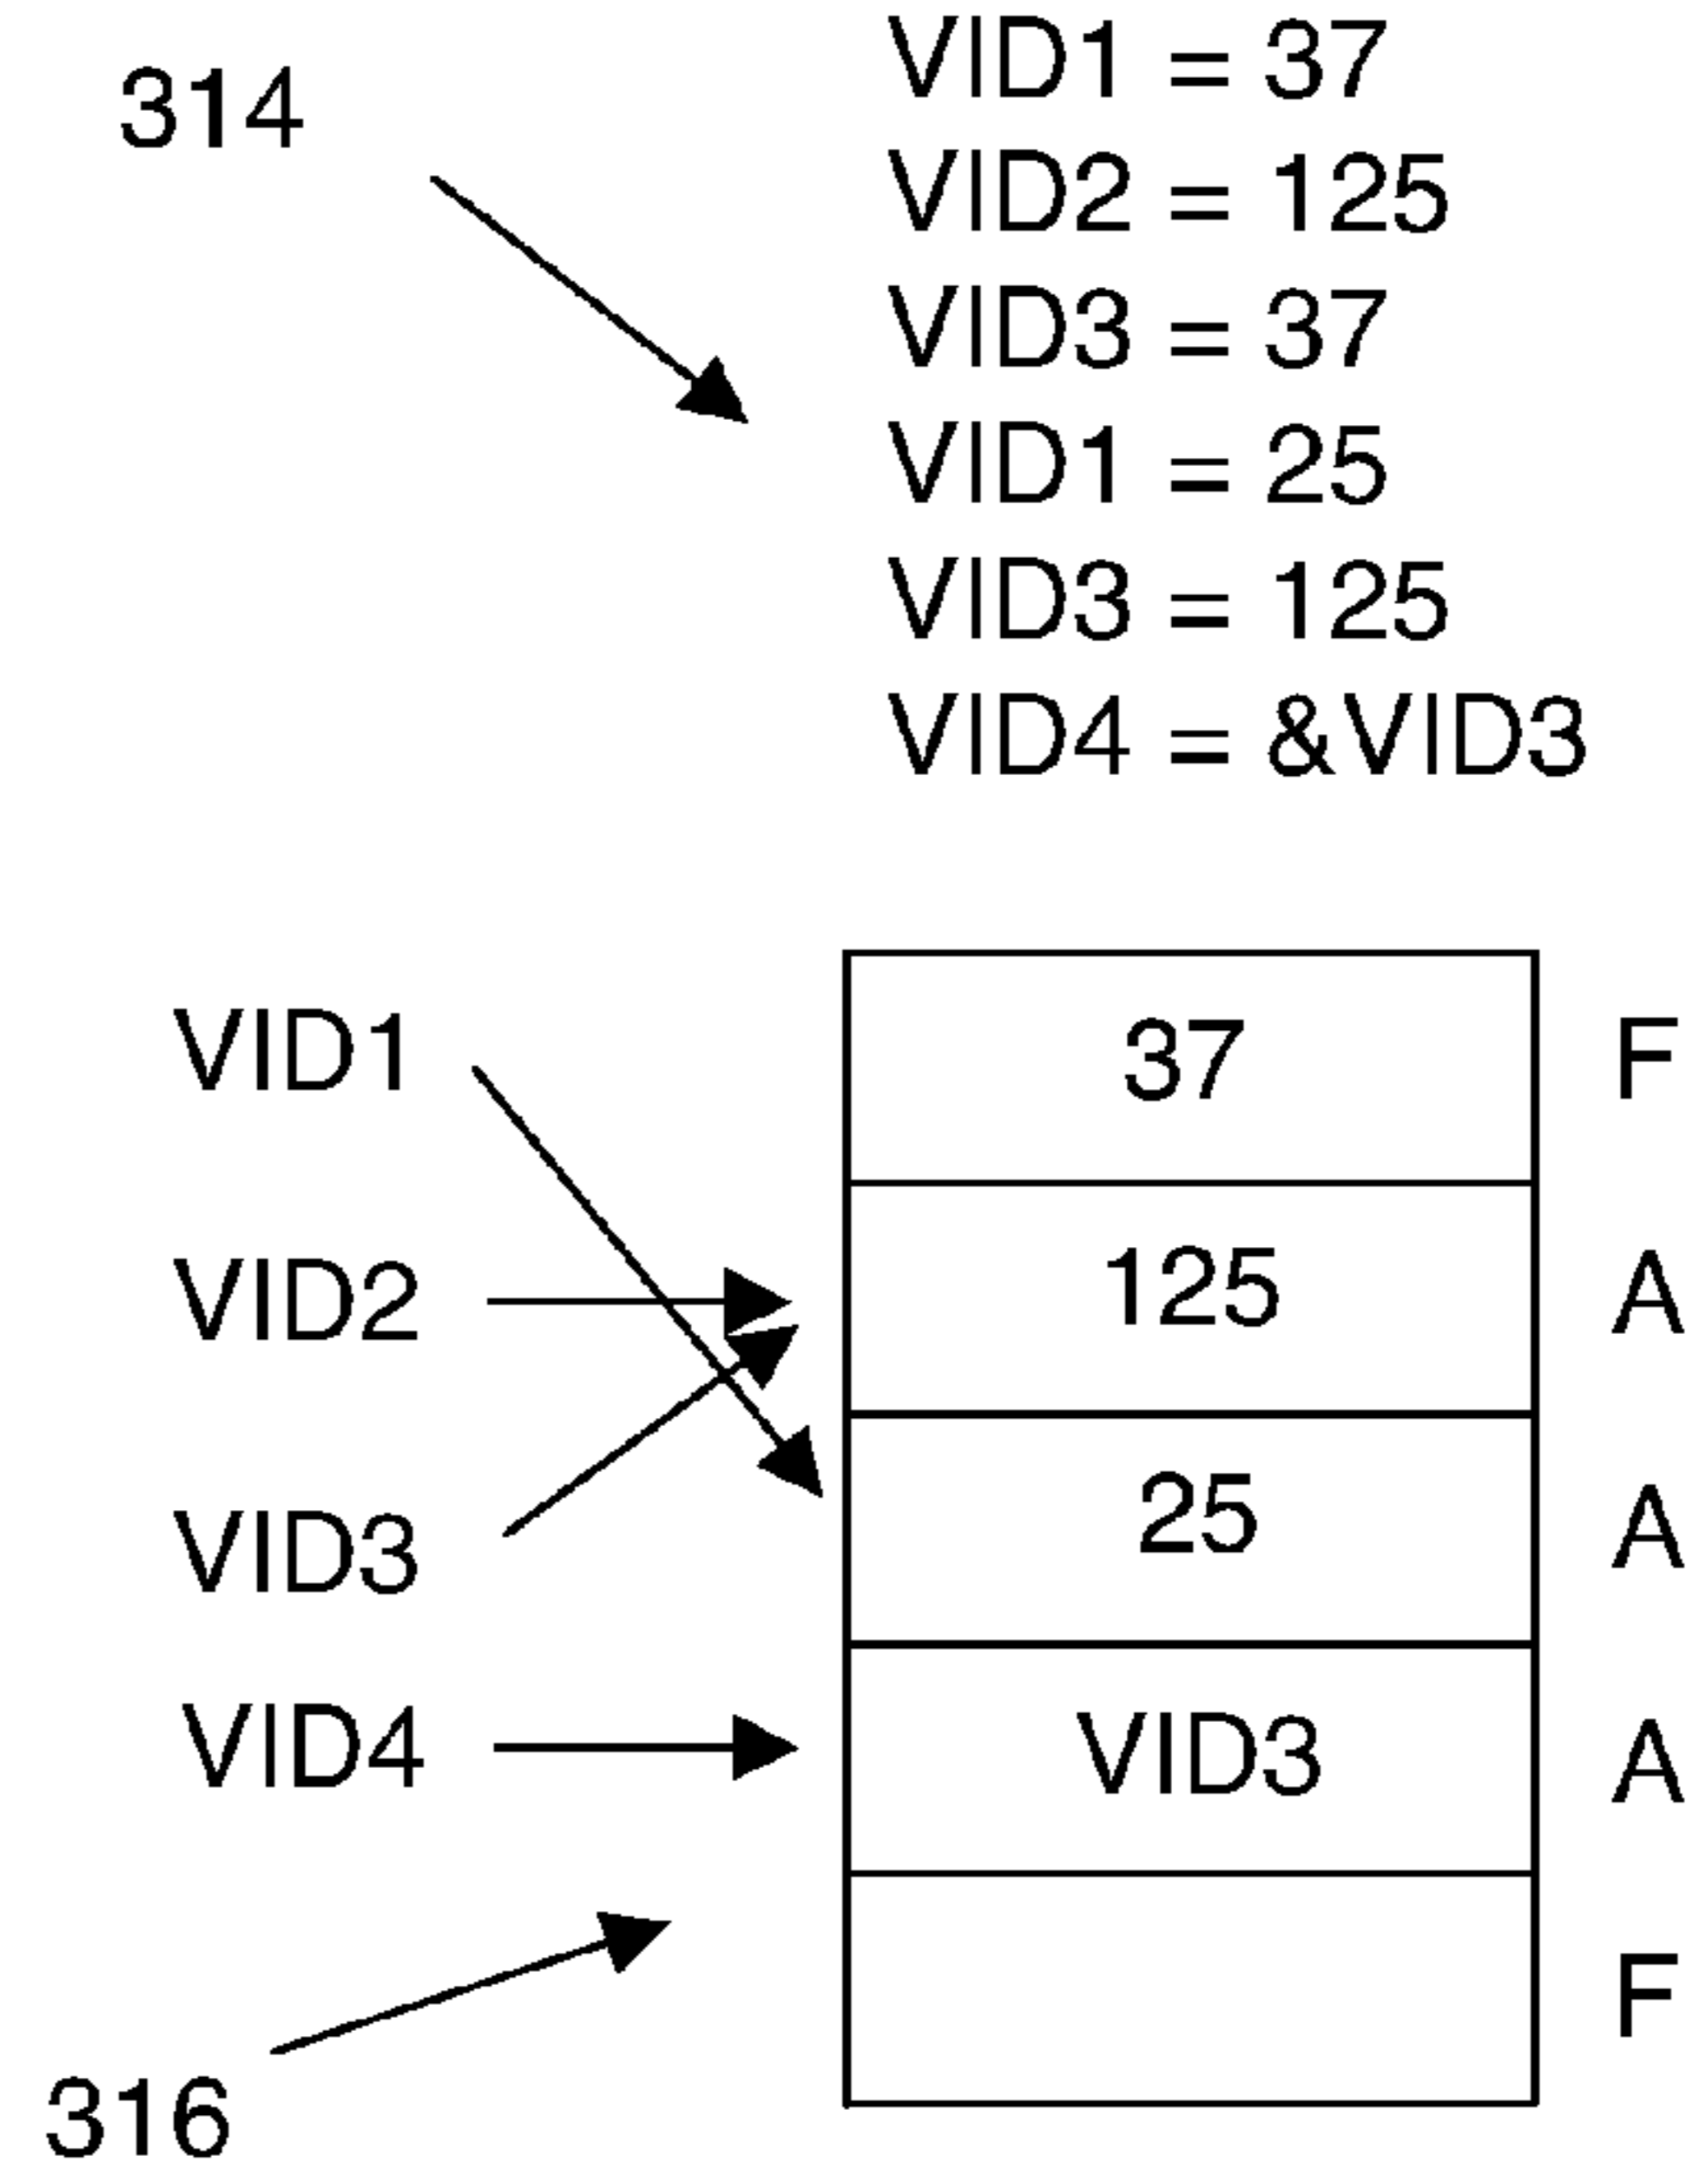 314
VID1 = 37
VID2 = 125
VID3 = 37
VID1 = 25
VID3 = 125
VID4 = &VID3
VID1 37 F
VID2 125 A
VID3 25 A
VID4 VID3 A
F
316